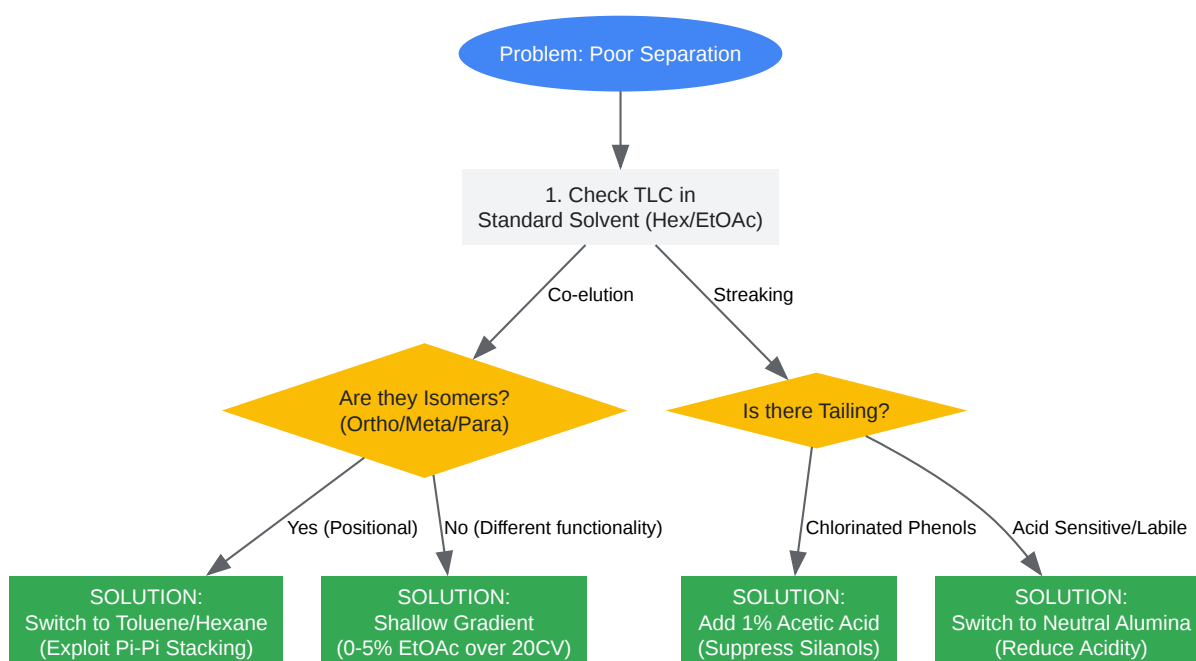 Problem: Poor Separation
1. Check TLC in
Standard Solvent (Hex/EtOAc)
Co-elution
Streaking
Are they Isomers?
(Ortho/Meta/Para)
Is there Tailing?
Yes (Positional)
No (Different functionality)
Chlorinated Phenols
Acid Sensitive/Labile
SOLUTION:
Switch to Toluene/Hexane
(Exploit Pi-Pi Stacking)
SOLUTION:
Shallow Gradient
(0-5% EtOAc over 20CV)
SOLUTION:
Add 1% Acetic Acid
(Suppress Silanols)
SOLUTION:
Switch to Neutral Alumina
(Reduce Acidity)